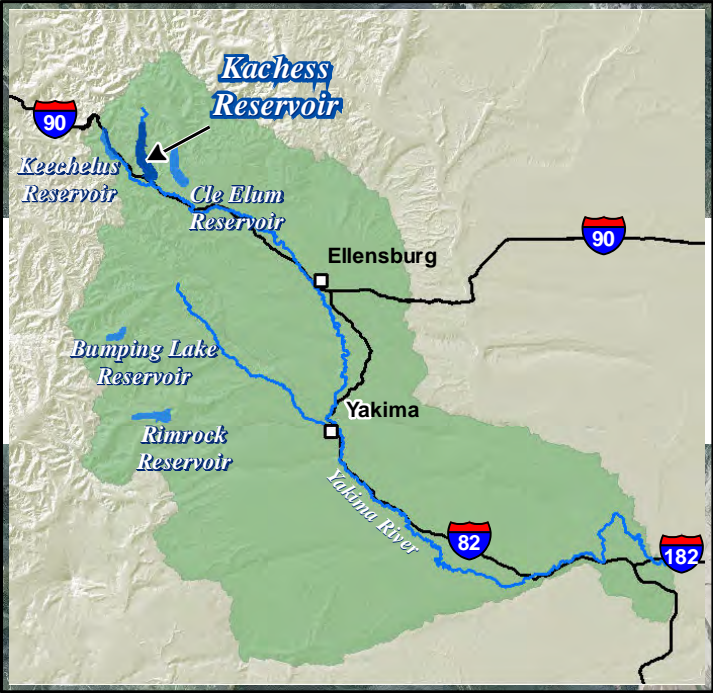 Kachess
Reservoir
90
Keechelus
Reservoir
Cle Elum
Reservoir
90
Ellensburg
Bumping Lake
Reservoir
Yakima
Rimrock
Reservoir
Yakima River
82
182